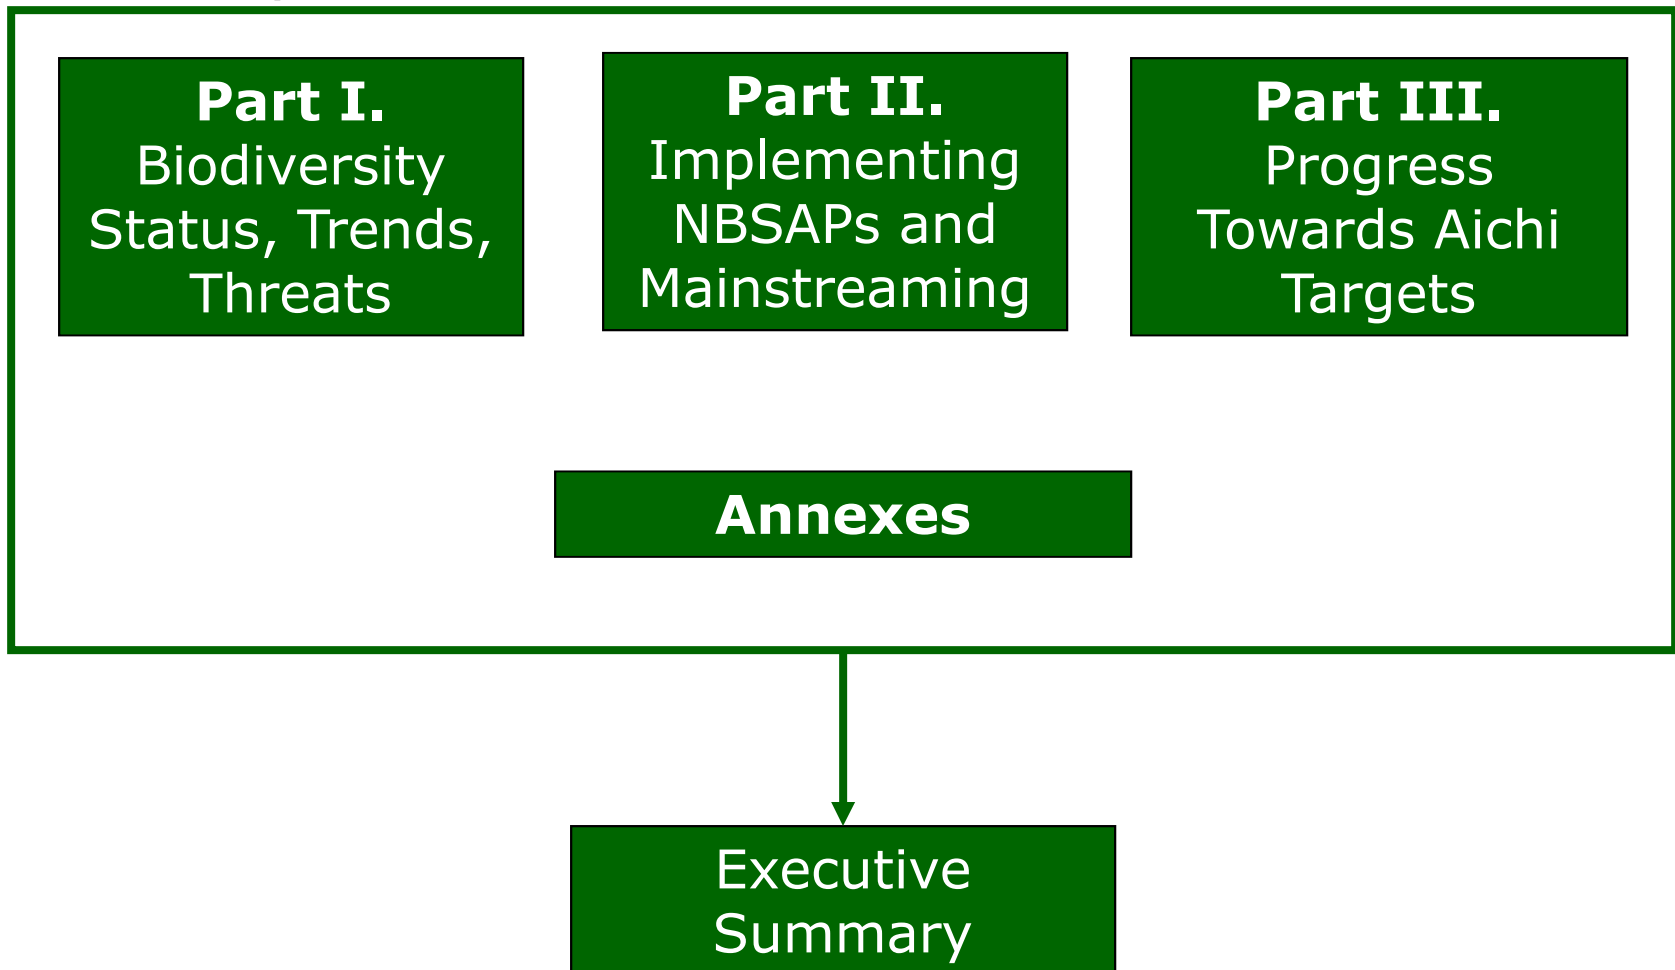 Part I.
Biodiversity
Status, Trends,
Threats
Part II.
Implementing
NBSAPs and
Mainstreaming
Part III.
Progress
Towards Aichi
Targets
Annexes
Executive
Summary